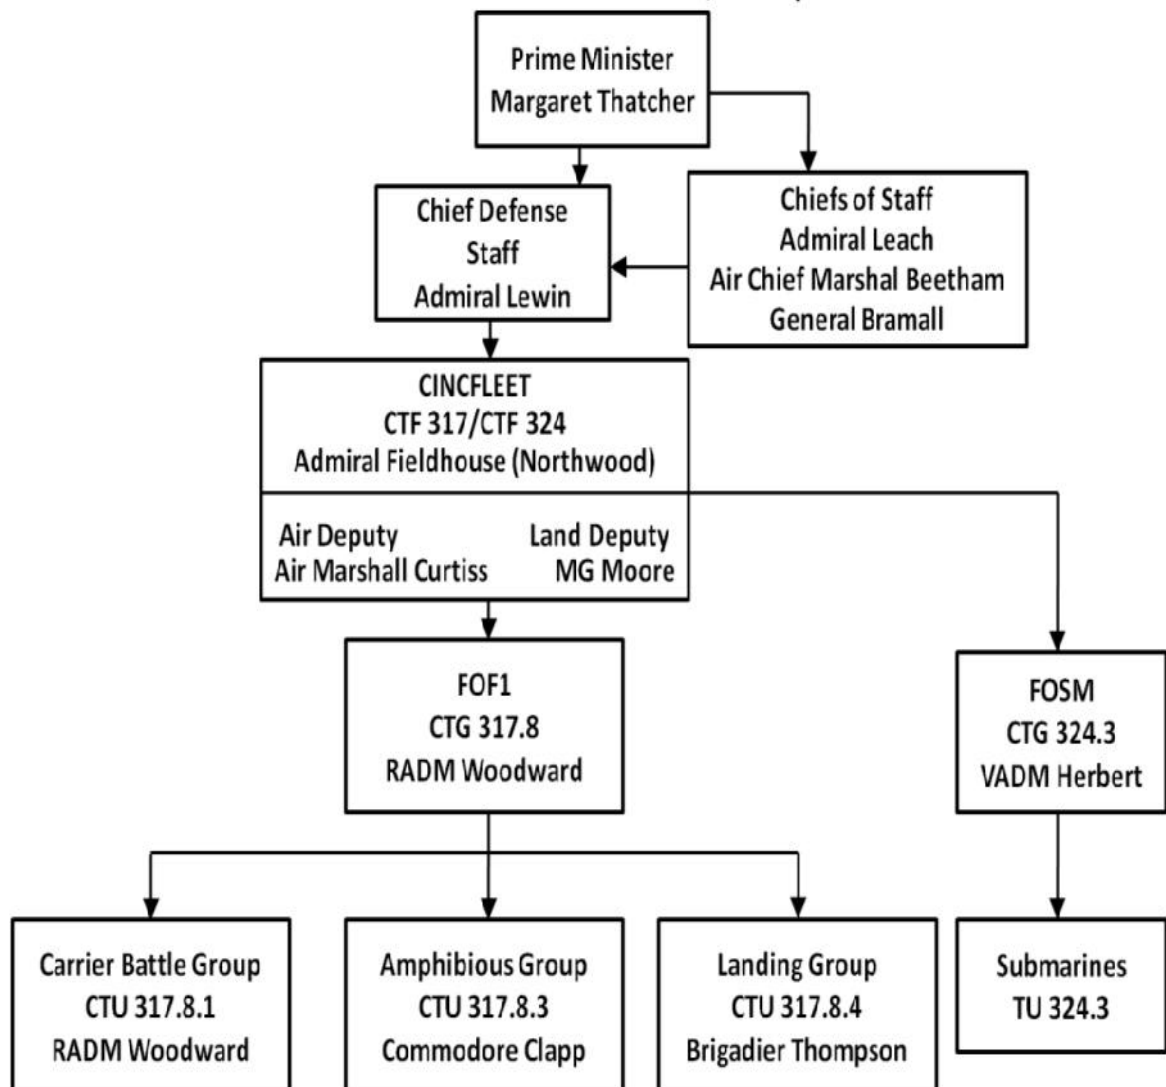 Prime Minister
Margaret Thatcher
Chief Defense
Staff
Admiral Lewin
Chiefs of Staff
Admiral Leach
Air Chief Marshal Beetham
General Bramall
CINCFLEET
CTF 317/CTF 324
Admiral Fieldhouse (Northwood)
Air Deputy
Air Marshall Curtiss
Land Deputy
MG Moore
FOF1
CTG 317.8
RADM Woodward
FOSM
CTG 324.3
VADM Herbert
Carrier Battle Group
CTU 317.8.1
RADM Woodward
Amphibious Group
CTU 317.8.3
Commodore Clapp
Landing Group
CTU 317.8.4
Brigadier Thompson
Submarines
TU 324.3